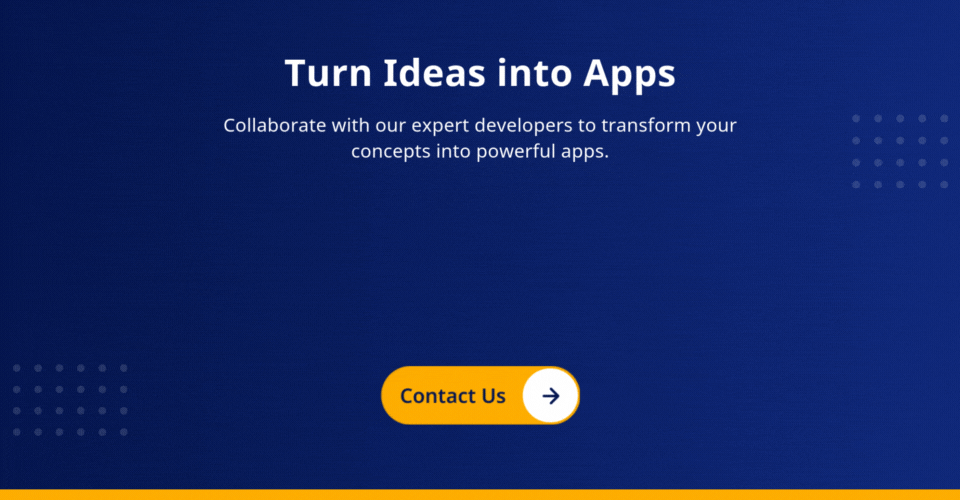 Turn Ideas into Apps
Collaborate with our expert developers to transform your
concepts into powerful apps.
Contact Us